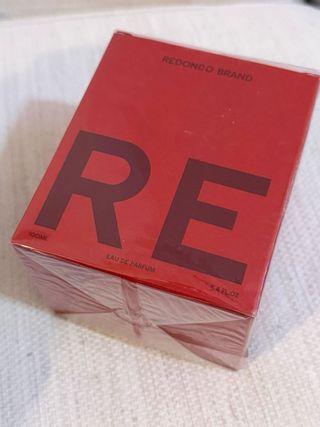 REDONDO BRAND
RE
100ML
EAU DE PARFUM
3.4 FL.OZ